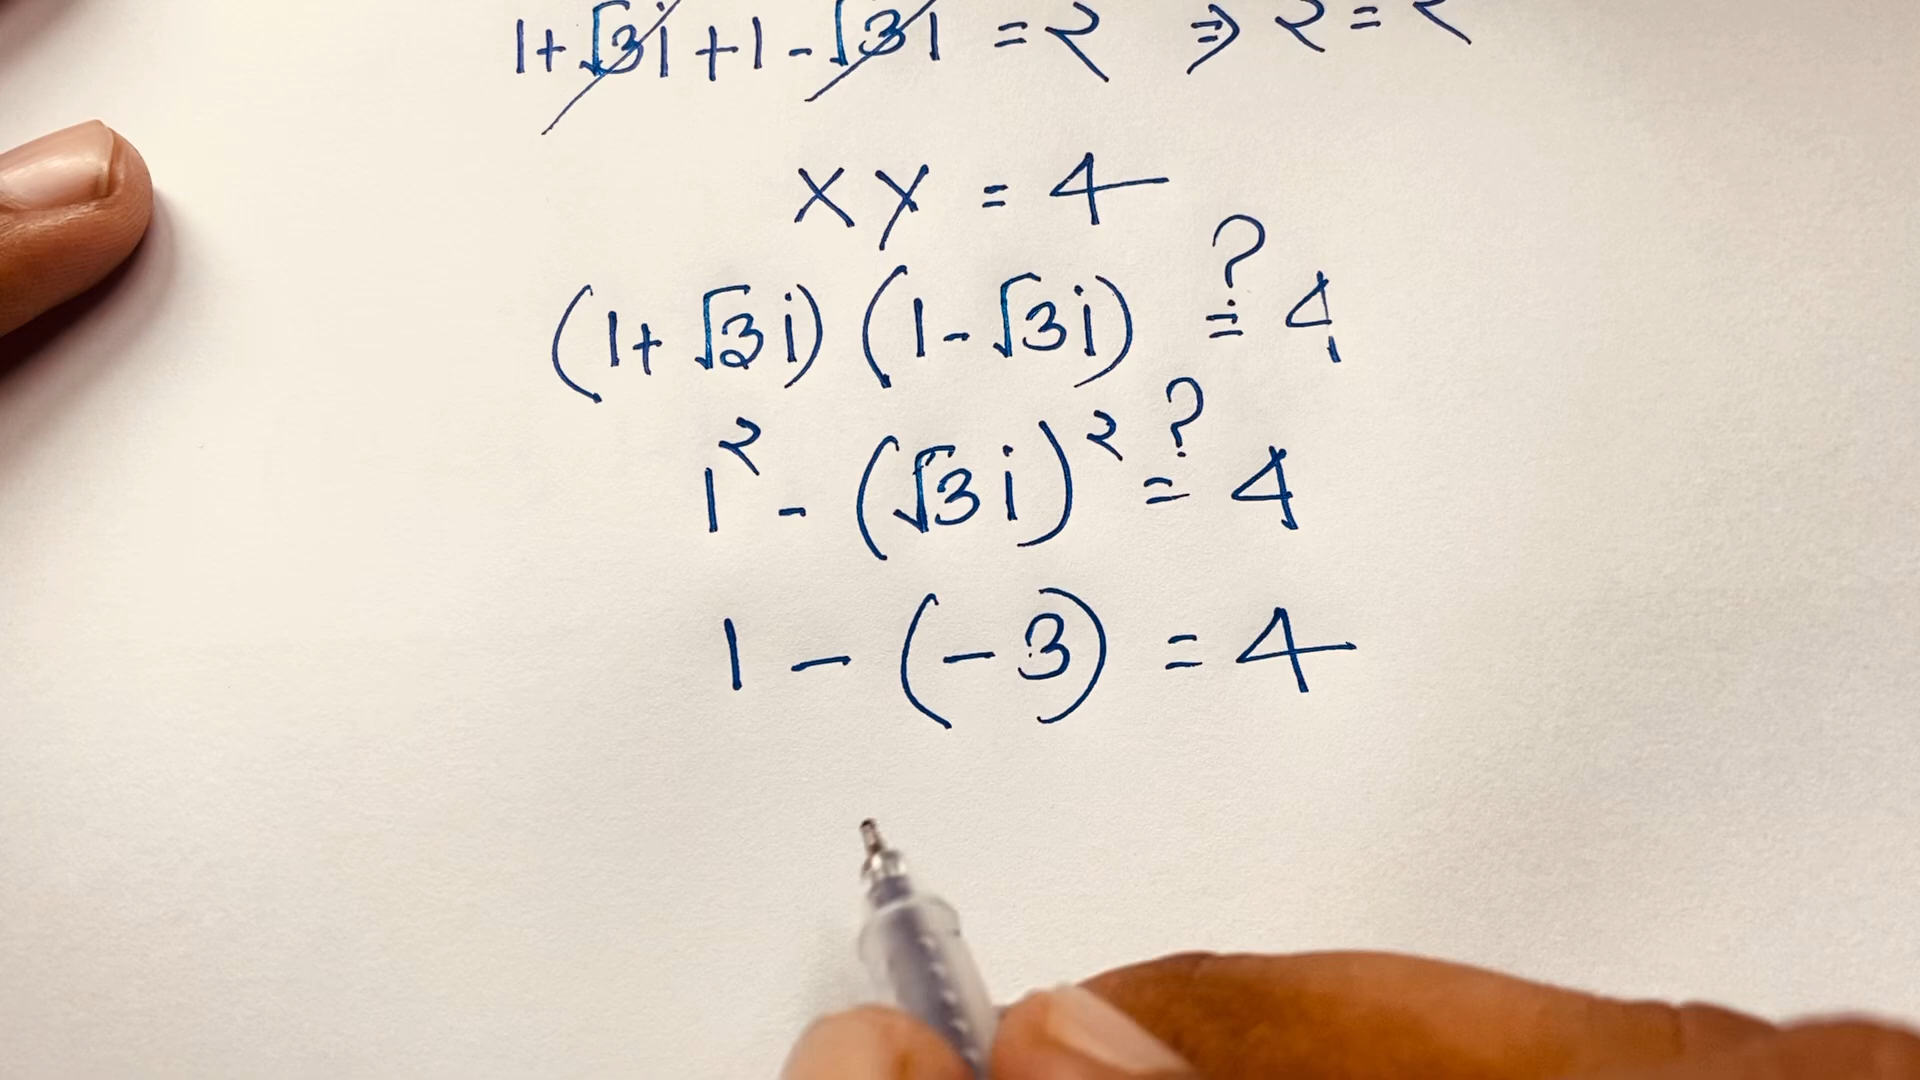 1+√3i+1-√3i = 2 ⇒ 2 = 2
xy = 4
(1+√3i)(1-√3i) ≟ 4
1² - (√3i)² ≟ 4
1 - (-3) = 4